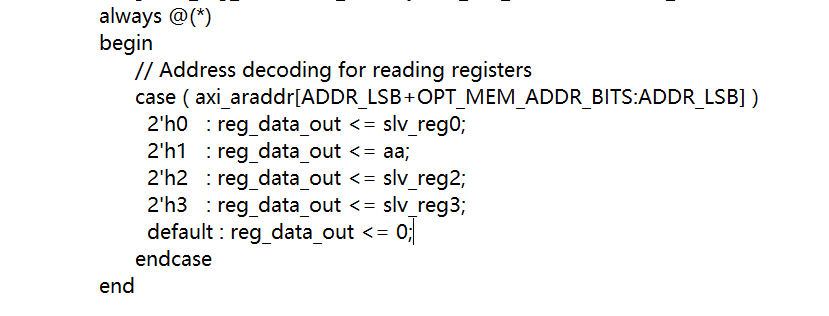 always @(*)
begin
// Address decoding for reading registers
case ( axi_araddr[ADDR_LSB+OPT_MEM_ADDR_BITS:ADDR_LSB] )
2'h0 : reg_data_out <= slv_reg0;
2'h1 : reg_data_out <= aa;
2'h2 : reg_data_out <= slv_reg2;
2'h3 : reg_data_out <= slv_reg3;
default : reg_data_out <= 0;
endcase
end